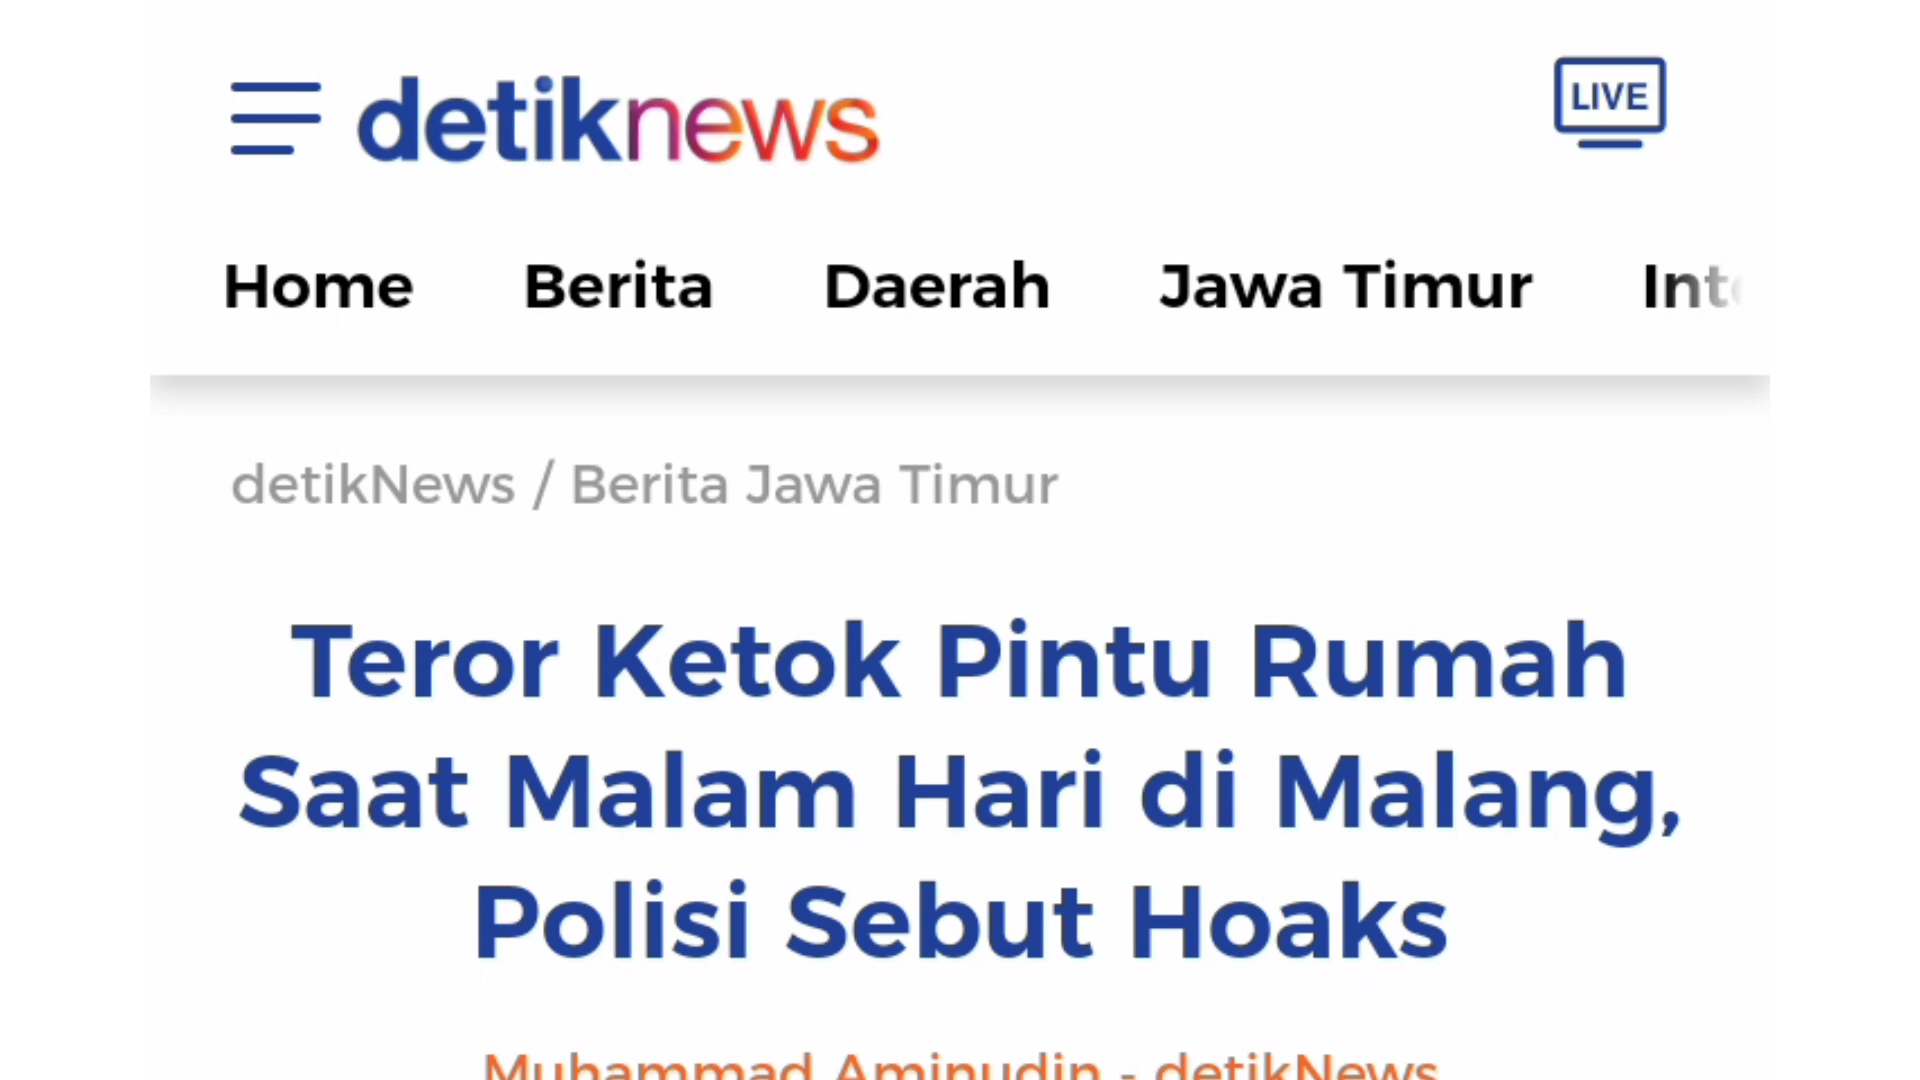 detiknews
LIVE
Home Berita Daerah Jawa Timur Int
detikNews / Berita Jawa Timur
Teror Ketok Pintu Rumah
Saat Malam Hari di Malang,
Polisi Sebut Hoaks
Muhammad Aminudin - detikNews